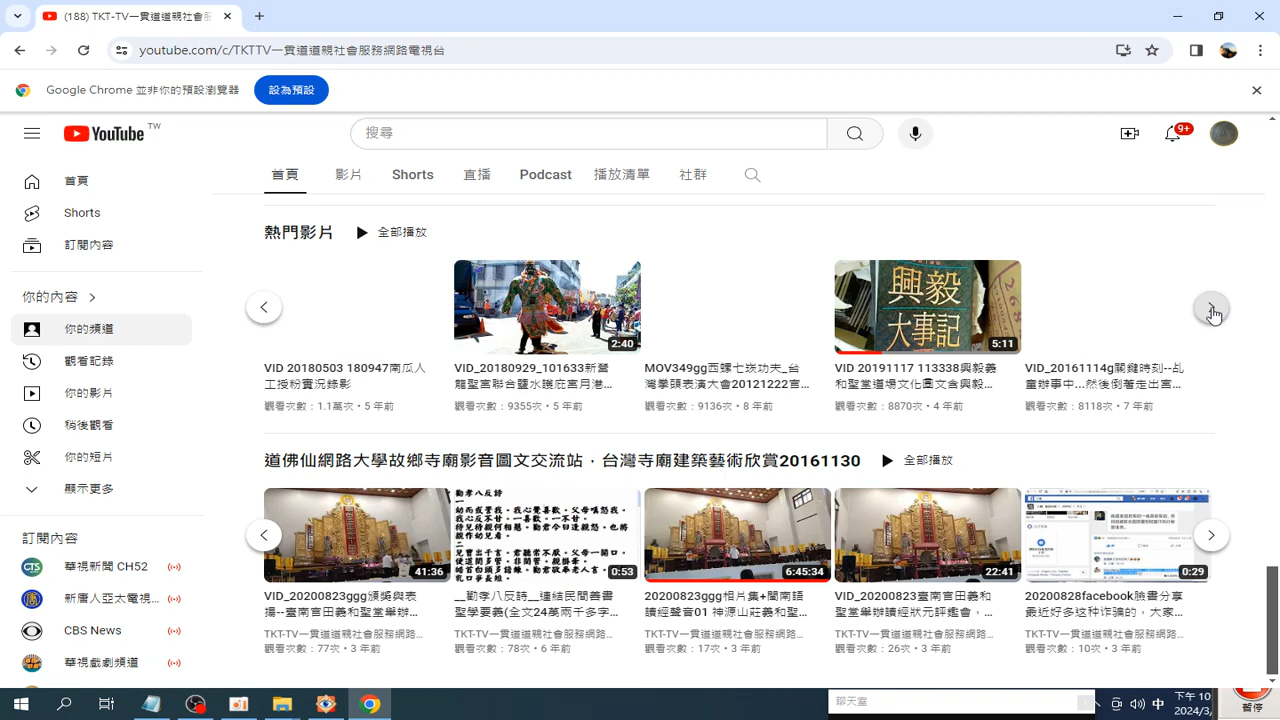 (188) TKT-TV一貫道道親社會服
youtube.com/c/TKTTV一貫道道親社會服務網路電視台
Google Chrome 並非你的預設瀏覽器
設為預設
YouTube TW
搜尋
9+
首頁
影片
Shorts
直播
Podcast
播放清單
社群
首頁
Shorts
訂閱內容
你的內容
你的頻道
觀看記錄
你的影片
稍後觀看
你的短片
顯示更多
訂閱內容
華視新聞 CH52
新唐人亞太電視...
CBS News
華視戲劇頻道
熱門影片
全部播放
2:40
興毅
大事記
5:11
VID 20180503 180947南瓜人
工授粉實況錄影
觀看次數：1.1萬次・5 年前
VID_20180929_101633新營
龍聖宮聯合鹽水護庇宮月港...
觀看次數：9355次・5 年前
MOV349gg西螺七崁功夫_台
灣拳頭表演大會20121222宮...
觀看次數：9136次・8 年前
VID 20191117 113338興毅義
和聖堂道場文化圖文含興毅...
觀看次數：8870次・4 年前
VID_20161114g關鍵時刻--乩
童辦事中...然後倒著走出宮...
觀看次數：8118次・7 年前
道佛仙網路大學故鄉寺廟影音圖文交流站．台灣寺廟建築藝術欣賞20161130
全部播放
41:36
勸孝八反詩
0:53
6:45:34
22:41
0:29
VID_20200823ggg頒獎與表
揚--臺南官田義和聖堂舉辦...
TKT-TV一貫道道親社會服務網路...
觀看次數：77次・3 年前
__勸孝八反詩__連結民間善書
聖學要義(全文24萬兩千多字...
TKT-TV一貫道道親社會服務網路...
觀看次數：78次・6 年前
20200823ggg相片集+閩南語
讀經聲音01 神源山莊義和聖...
TKT-TV一貫道道親社會服務網路...
觀看次數：17次・3 年前
VID_20200823臺南官田義和
聖堂舉辦讀經狀元評鑑會，...
TKT-TV一貫道道親社會服務網路...
觀看次數：26次・3 年前
20200828facebook臉書分享
最近好多这种诈骗的，大家...
TKT-TV一貫道道親社會服務網路...
觀看次數：10次・3 年前
聊天室
中
下午 10
2024/3/
暫停